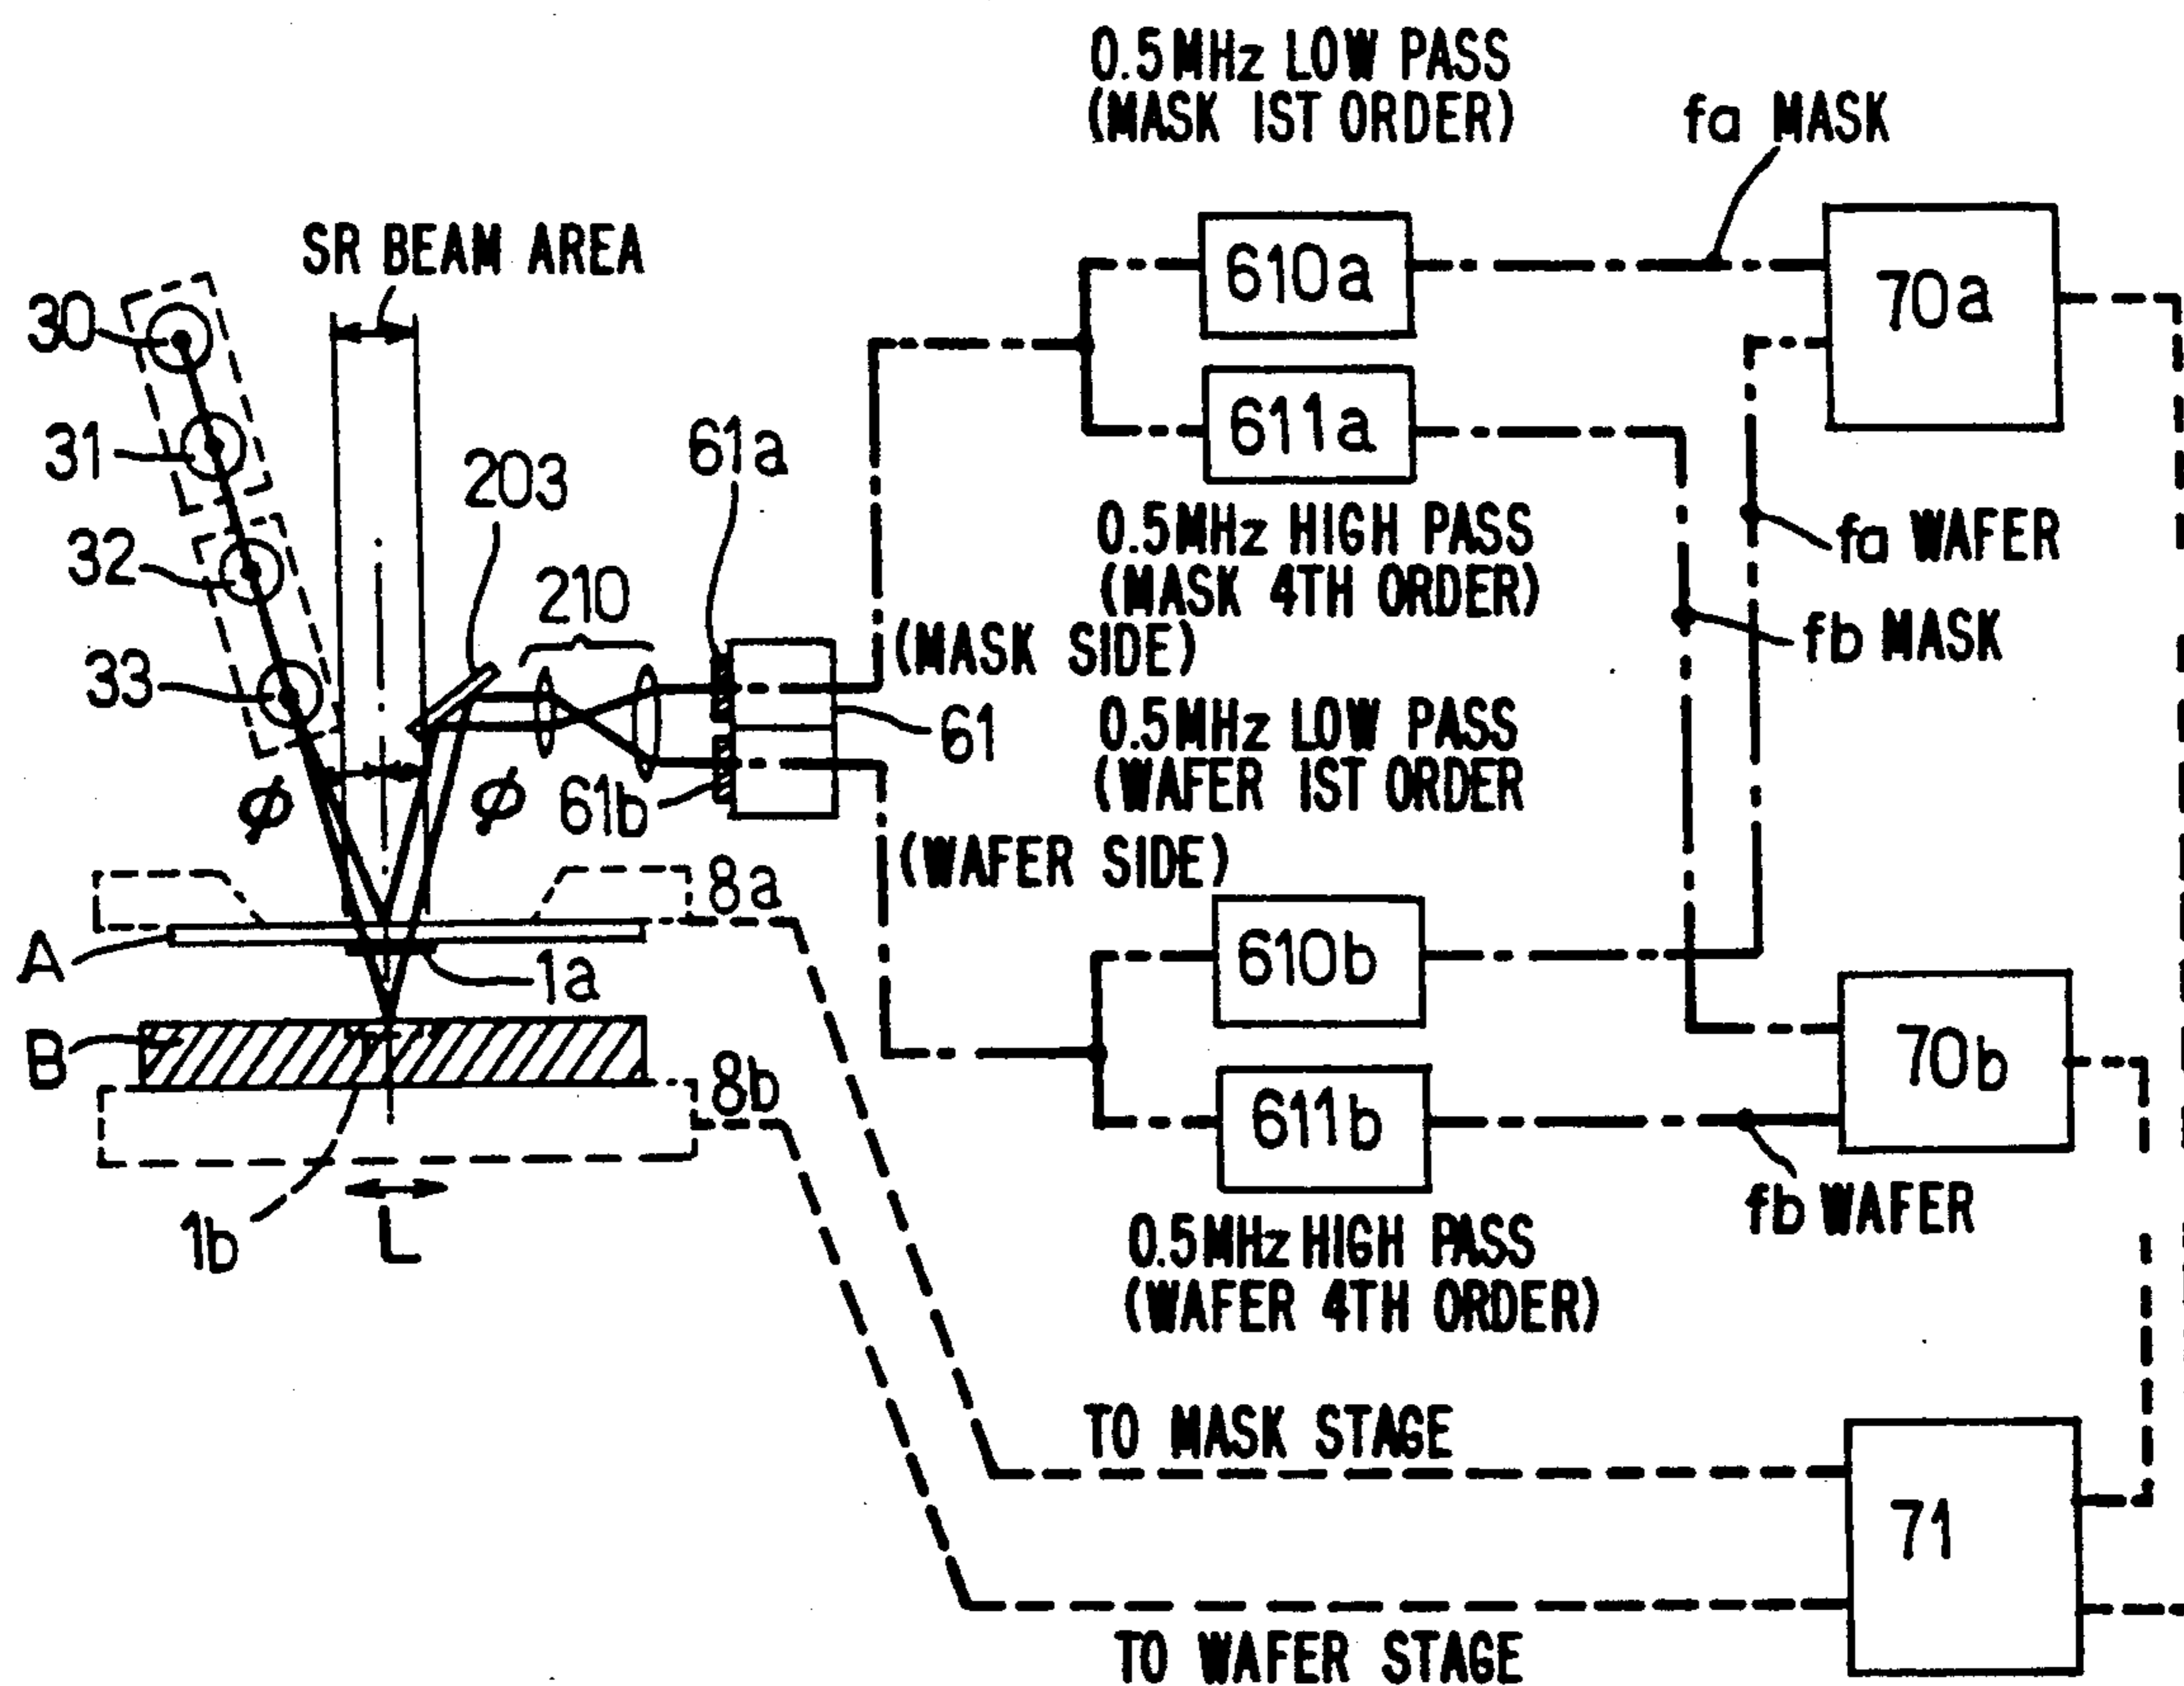 0.5MHz LOW PASS
(MASK 1ST ORDER)
fa MASK
SR BEAM AREA
610a
70a
30
31
611a
61a
203
32
0.5MHz HIGH PASS
(MASK 4TH ORDER)
fa WAFER
210
(MASK SIDE)
fb MASK
33
61
0.5MHz LOW PASS
(WAFER 1ST ORDER
ϕ
ϕ
61b
(WAFER SIDE)
8a
A
1a
610b
B
8b
70b
611b
1b
L
fb WAFER
0.5MHz HIGH PASS
(WAFER 4TH ORDER)
TO MASK STAGE
71
TO WAFER STAGE